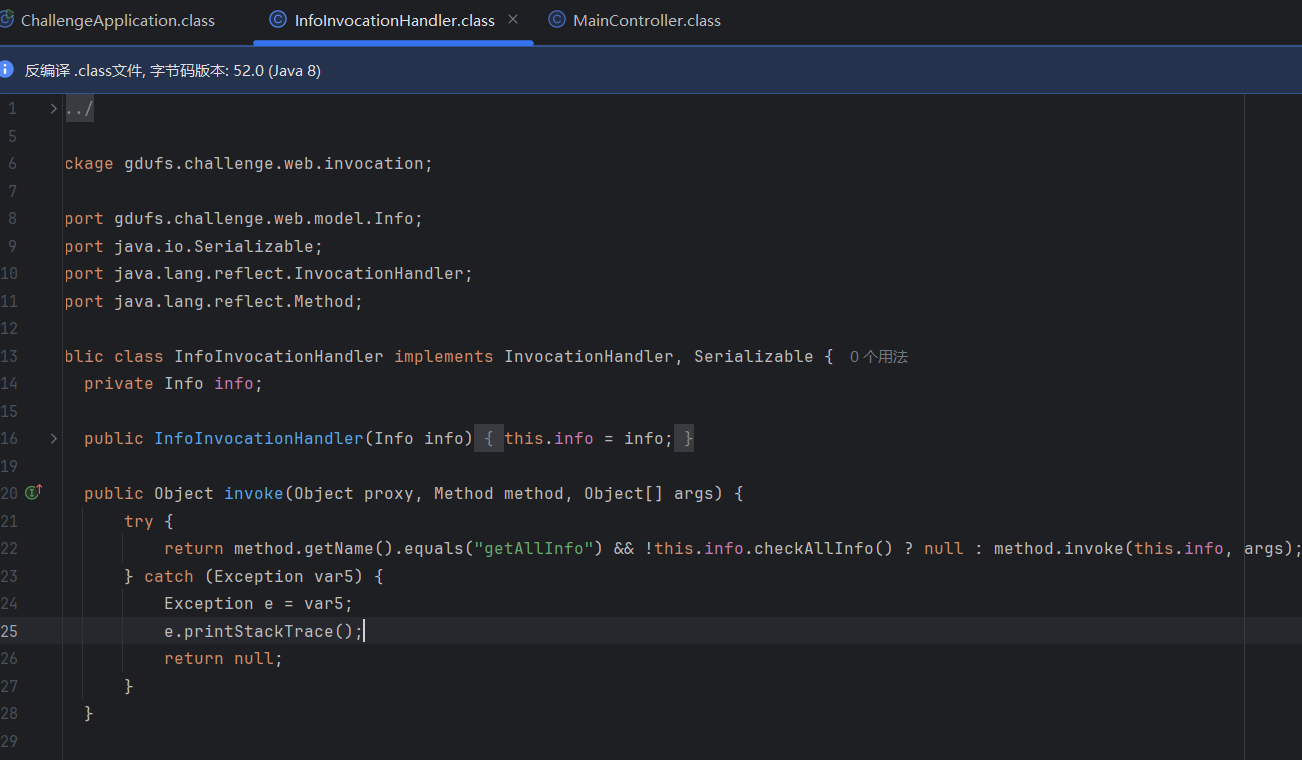 ChallengeApplication.class InfoInvocationHandler.class MainController.class
反编译 .class文件, 字节码版本: 52.0 (Java 8)
1 ../
5
6 ckage gdufs.challenge.web.invocation;
7
8 port gdufs.challenge.web.model.Info;
9 port java.io.Serializable;
10 port java.lang.reflect.InvocationHandler;
11 port java.lang.reflect.Method;
12
13 blic class InfoInvocationHandler implements InvocationHandler, Serializable { 0个用法
14 private Info info;
15
16 public InfoInvocationHandler(Info info) { this.info = info; }
19
20 public Object invoke(Object proxy, Method method, Object[] args) {
21 try {
22 return method.getName().equals("getAllInfo") && !this.info.checkAllInfo() ? null : method.invoke(this.info, args);
23 } catch (Exception var5) {
24 Exception e = var5;
25 e.printStackTrace();
26 return null;
27 }
28 }
29